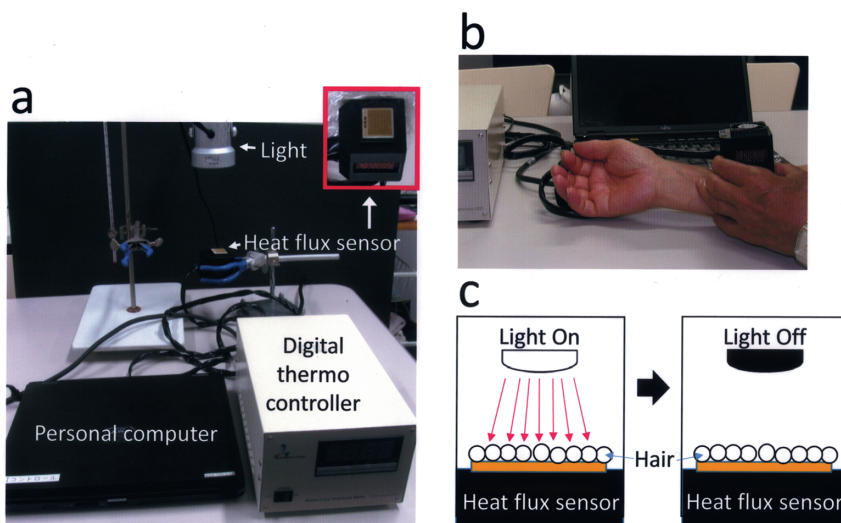 a
Light
Heat flux sensor
Digital
thermo
controller
Personal computer
b
c
Light On
Light Off
Hair
Heat flux sensor
Heat flux sensor